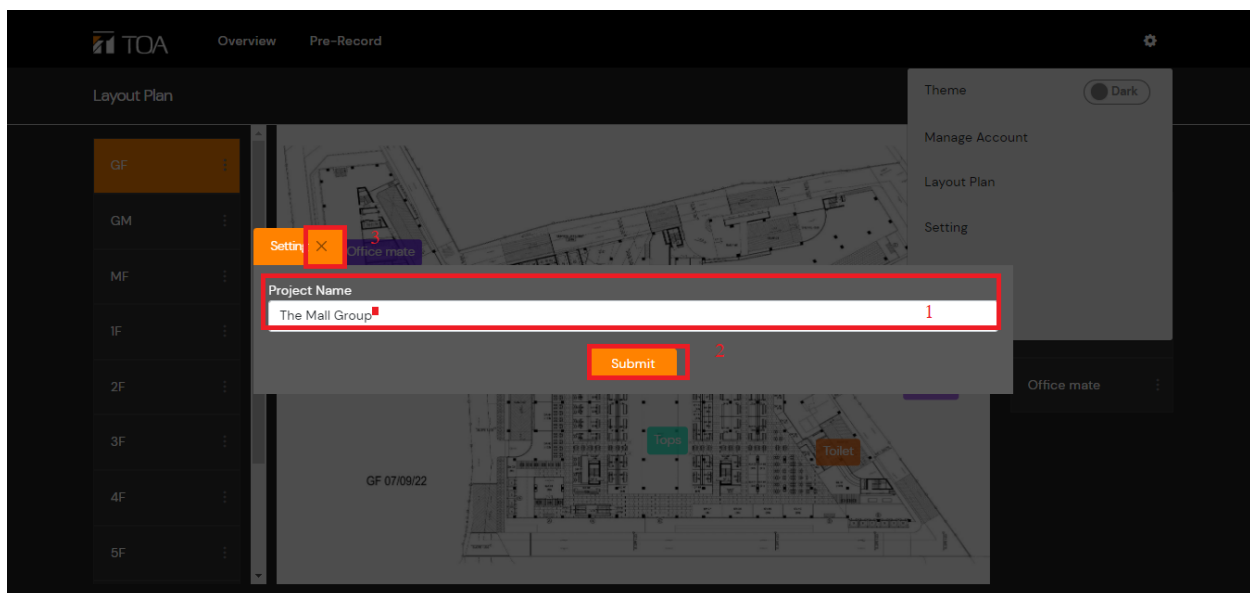 TOA Overview Pre-Record
Layout Plan
Theme Dark
Manage Account
Layout Plan
Setting
GF
GM
MF
1F
2F
3F
4F
5F
Setting 3
Office mate
Project Name
The Mall Group 1
Submit 2
Office mate
Tops
Toilet
GF 07/09/22